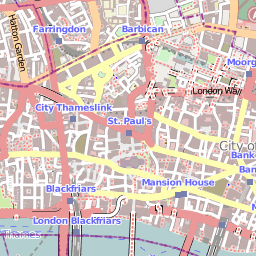 Farringdon
Barbican
Hatton Garden
Moorg
London Wall
City Thameslink
St. Paul's
City of
Bank
Ban
Blackfriars
Mansion House
London Blackfriars
M
Thames